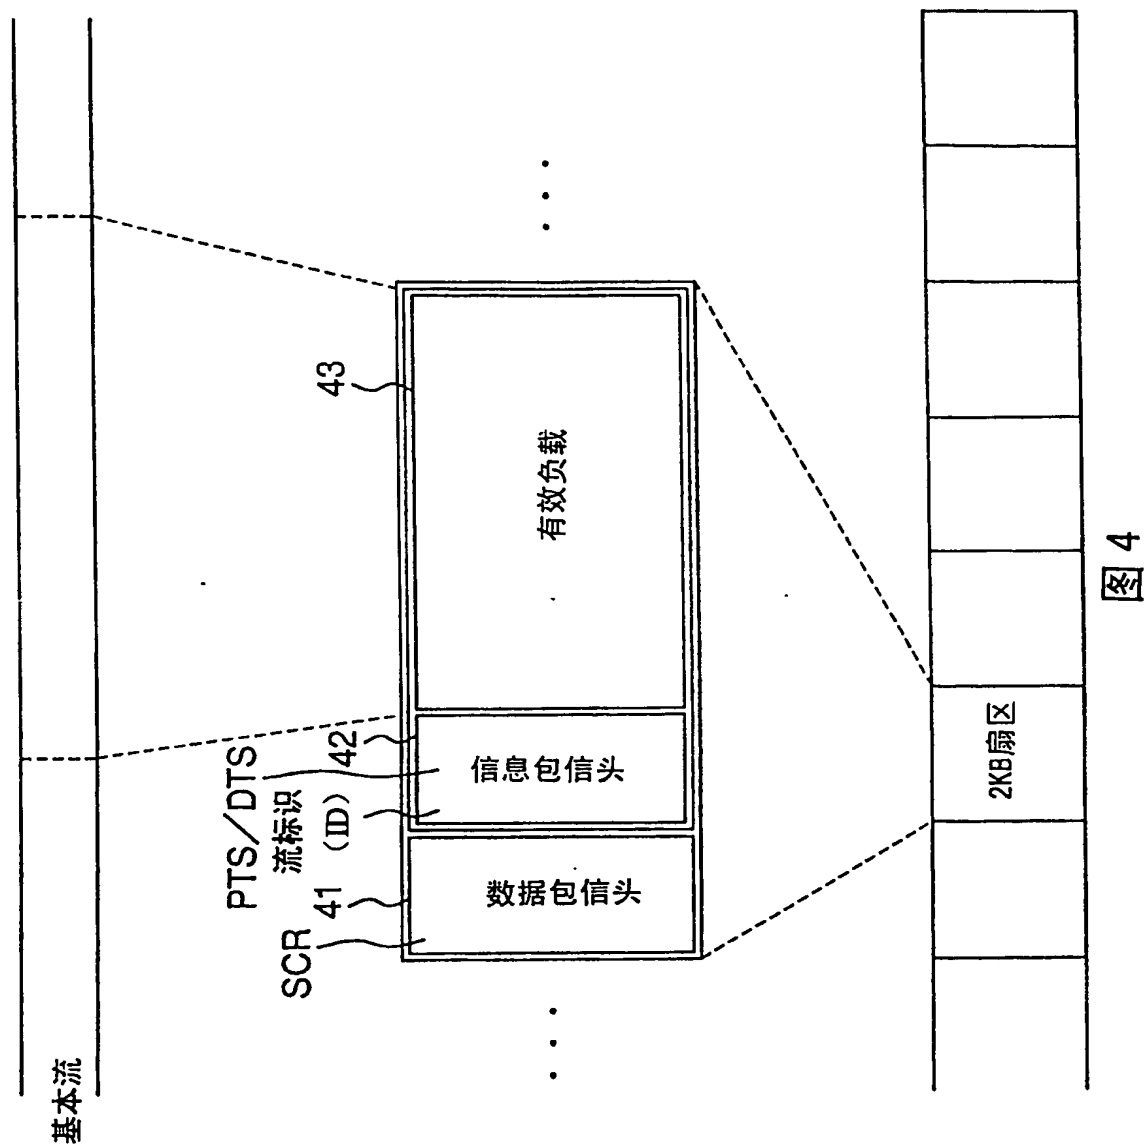 基本流
PTS/DTS
流标识
(ID)
SCR
41
42
43
数据包信头
信息包信头
有效负载
2KB扇区
图 4